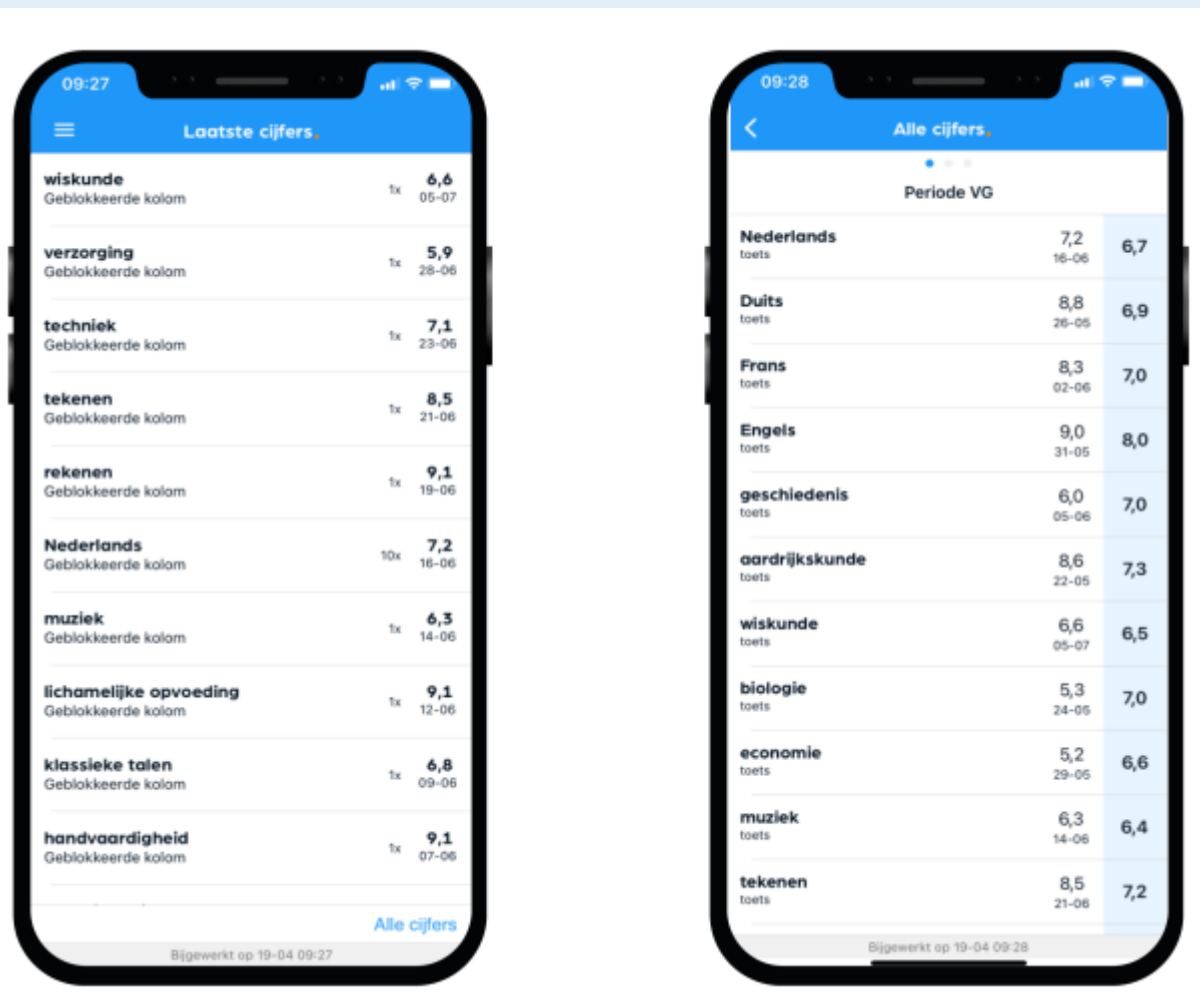 09:27
Laatste cijfers.
wiskunde
Geblokkeerde kolom
1x
6,6
05-07
verzorging
Geblokkeerde kolom
1x
5,9
28-06
techniek
Geblokkeerde kolom
1x
7,1
23-06
tekenen
Geblokkeerde kolom
1x
8,5
21-06
rekenen
Geblokkeerde kolom
1x
9,1
19-06
Nederlands
Geblokkeerde kolom
10x
7,2
16-06
muziek
Geblokkeerde kolom
1x
6,3
14-06
lichamelijke opvoeding
Geblokkeerde kolom
1x
9,1
12-06
klassieke talen
Geblokkeerde kolom
1x
6,8
09-06
handvaardigheid
Geblokkeerde kolom
1x
9,1
07-06
Alle cijfers
Bijgewerkt op 19-04 09:27
09:28
Alle cijfers.
Periode VG
Nederlands
toets
7,2
16-06
6,7
Duits
toets
8,8
26-05
6,9
Frans
toets
8,3
02-06
7,0
Engels
toets
9,0
31-05
8,0
geschiedenis
toets
6,0
05-06
7,0
aardrijkskunde
toets
8,6
22-05
7,3
wiskunde
toets
6,6
05-07
6,5
biologie
toets
5,3
24-05
7,0
economie
toets
5,2
29-05
6,6
muziek
toets
6,3
14-06
6,4
tekenen
toets
8,5
21-06
7,2
Bijgewerkt op 19-04 09:28